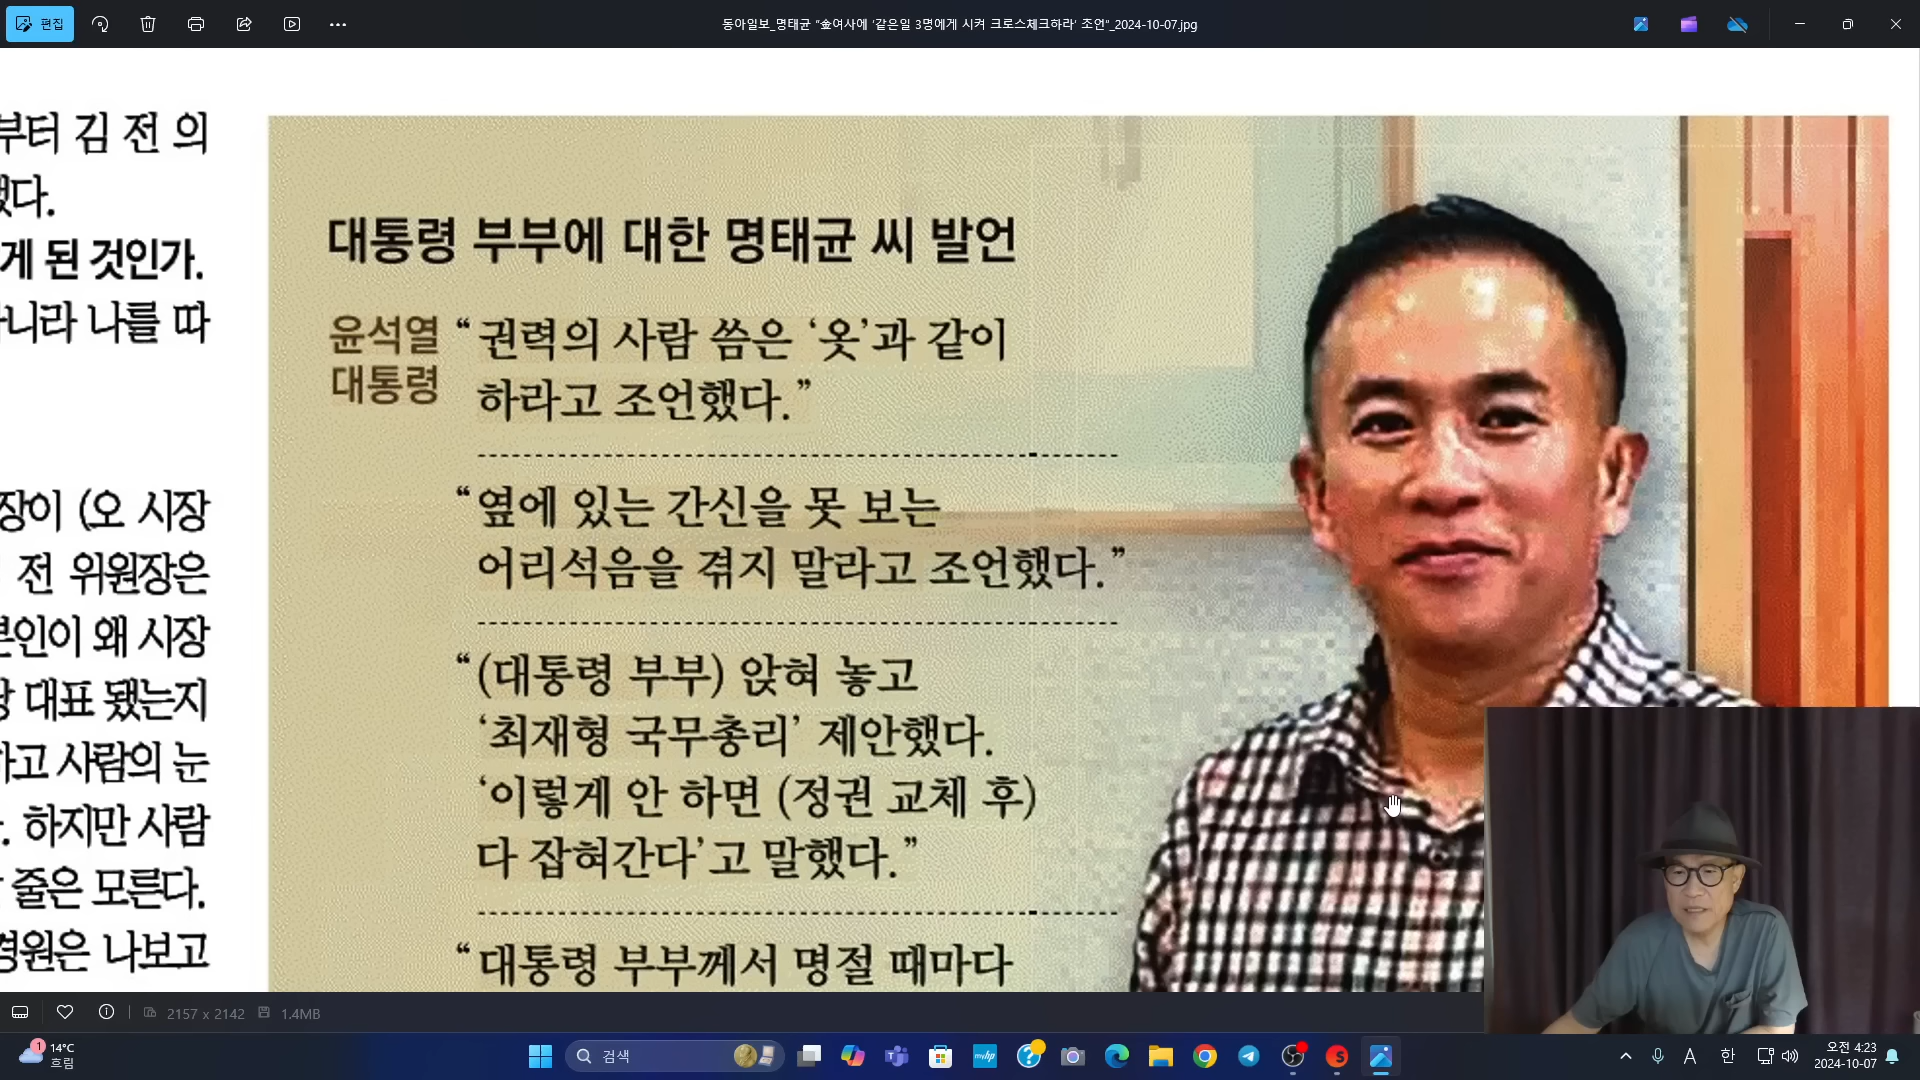 편집
동아일보_명태균 "金여사에 '같은일 3명에게 시켜 크로스체크하라' 조언"_2024-10-07.jpg
부터 김 전 의
했다.
게 된 것인가.
아니라 나를 따
장이 (오 시장
전 위원장은
본인이 왜 시장
당 대표 됐는지
하고 사람의 눈
. 하지만 사람
줄은 모른다.
경원은 나보고
대통령 부부에 대한 명태균 씨 발언
윤석열
대통령
“권력의 사람 씀은 ‘옷’과 같이
하라고 조언했다.”
“옆에 있는 간신을 못 보는
어리석음을 겪지 말라고 조언했다.”
“(대통령 부부) 앉혀 놓고
‘최재형 국무총리’ 제안했다.
‘이렇게 안 하면 (정권 교체 후)
다 잡혀간다’고 말했다.”
“대통령 부부께서 명절 때마다
2157 x 2142
1.4MB
1
14°C
흐림
검색
myhp
A
한
오전 4:23
2024-10-07